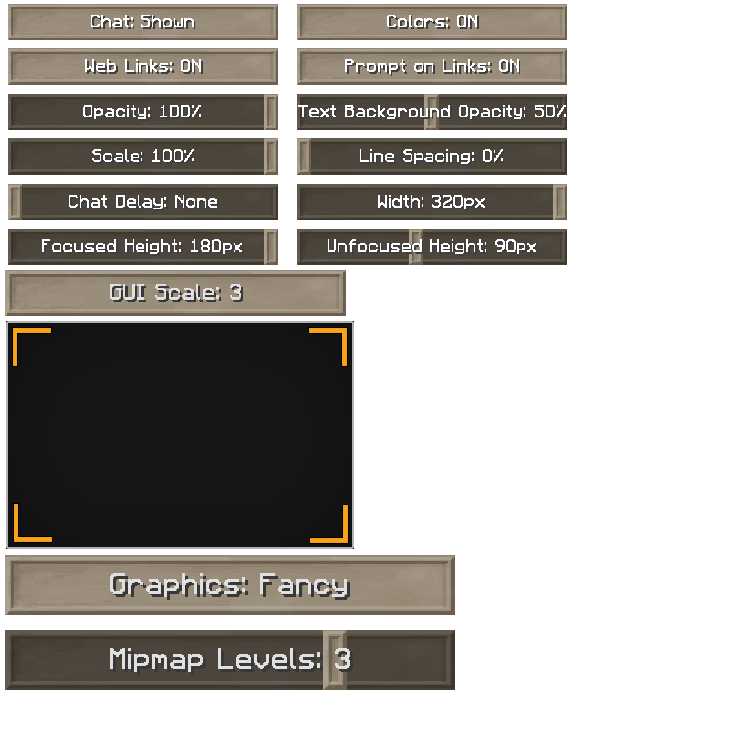 Chat: Shown
Colors: ON
Web Links: ON
Prompt on Links: ON
Opacity: 100%
Text Background Opacity: 50%
Scale: 100%
Line Spacing: 0%
Chat Delay: None
Width: 320px
Focused Height: 180px
Unfocused Height: 90px
GUI Scale: 3
Graphics: Fancy
Mipmap Levels: 3